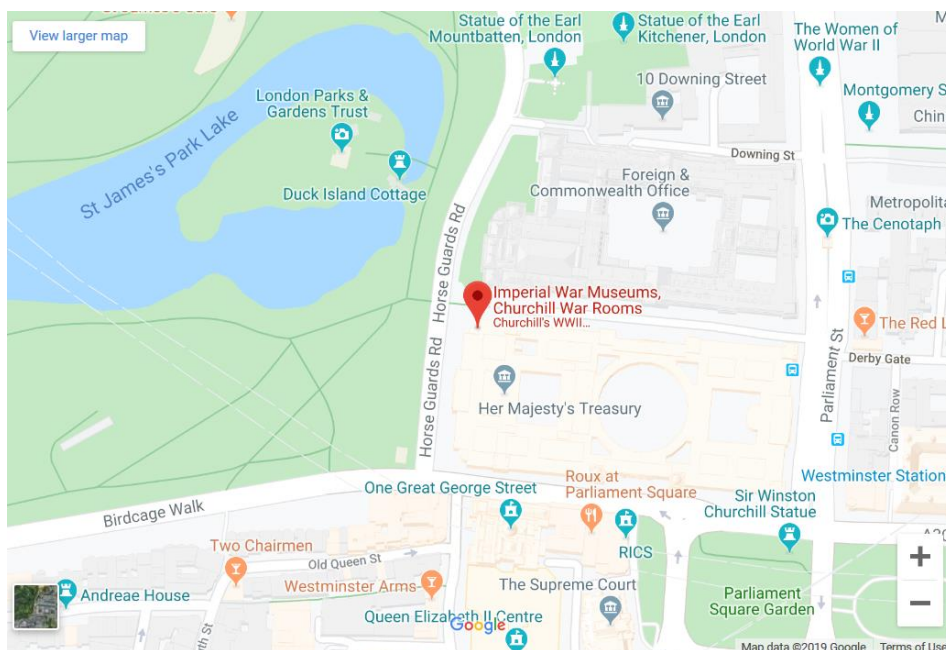 St James's Café
View larger map
Statue of the Earl
Mountbatten, London
Statue of the Earl
Kitchener, London
The Women of
World War II
10 Downing Street
Montgomery S
Chin
London Parks &
Gardens Trust
St James's Park Lake
Duck Island Cottage
Downing St
Foreign &
Commonwealth Office
Metropolita
The Cenotaph
Horse Guards Rd
Horse Guards Rd
Imperial War Museums,
Churchill War Rooms
Churchill's WWII...
The Red L
Parliament St
Derby Gate
Canon Row
Her Majesty's Treasury
Westminster Station
Roux at
Parliament Square
One Great George Street
Sir Winston
Churchill Statue
Birdcage Walk
RICS
Two Chairmen
Old Queen St
Westminster Arms
The Supreme Court
Andreae House
Parliament
Square Garden
Queen Elizabeth II Centre
Google
Map data ©2019 Google
Terms of Use